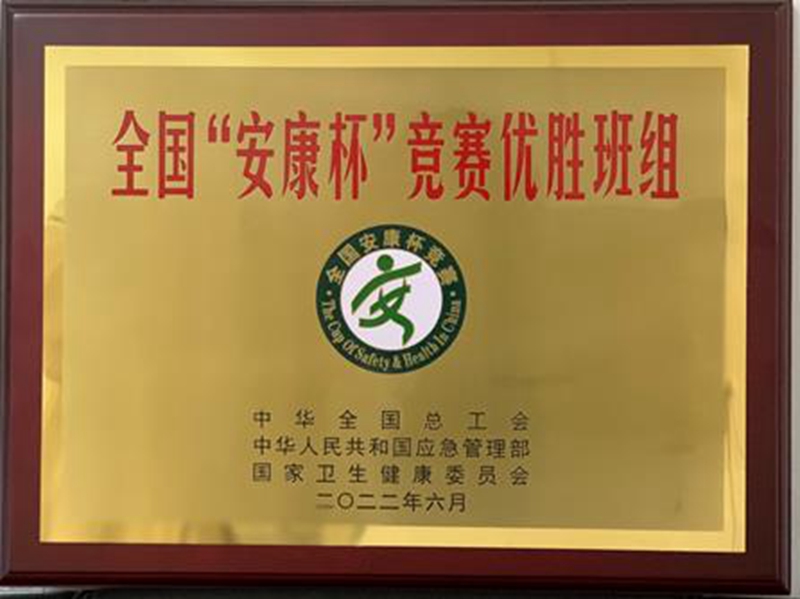 全国“安康杯”竞赛优胜班组
全国安康杯竞赛
The Cup Of Safety & Health In China
中华全国总工会
中华人民共和国应急管理部
国家卫生健康委员会
二〇二二年六月